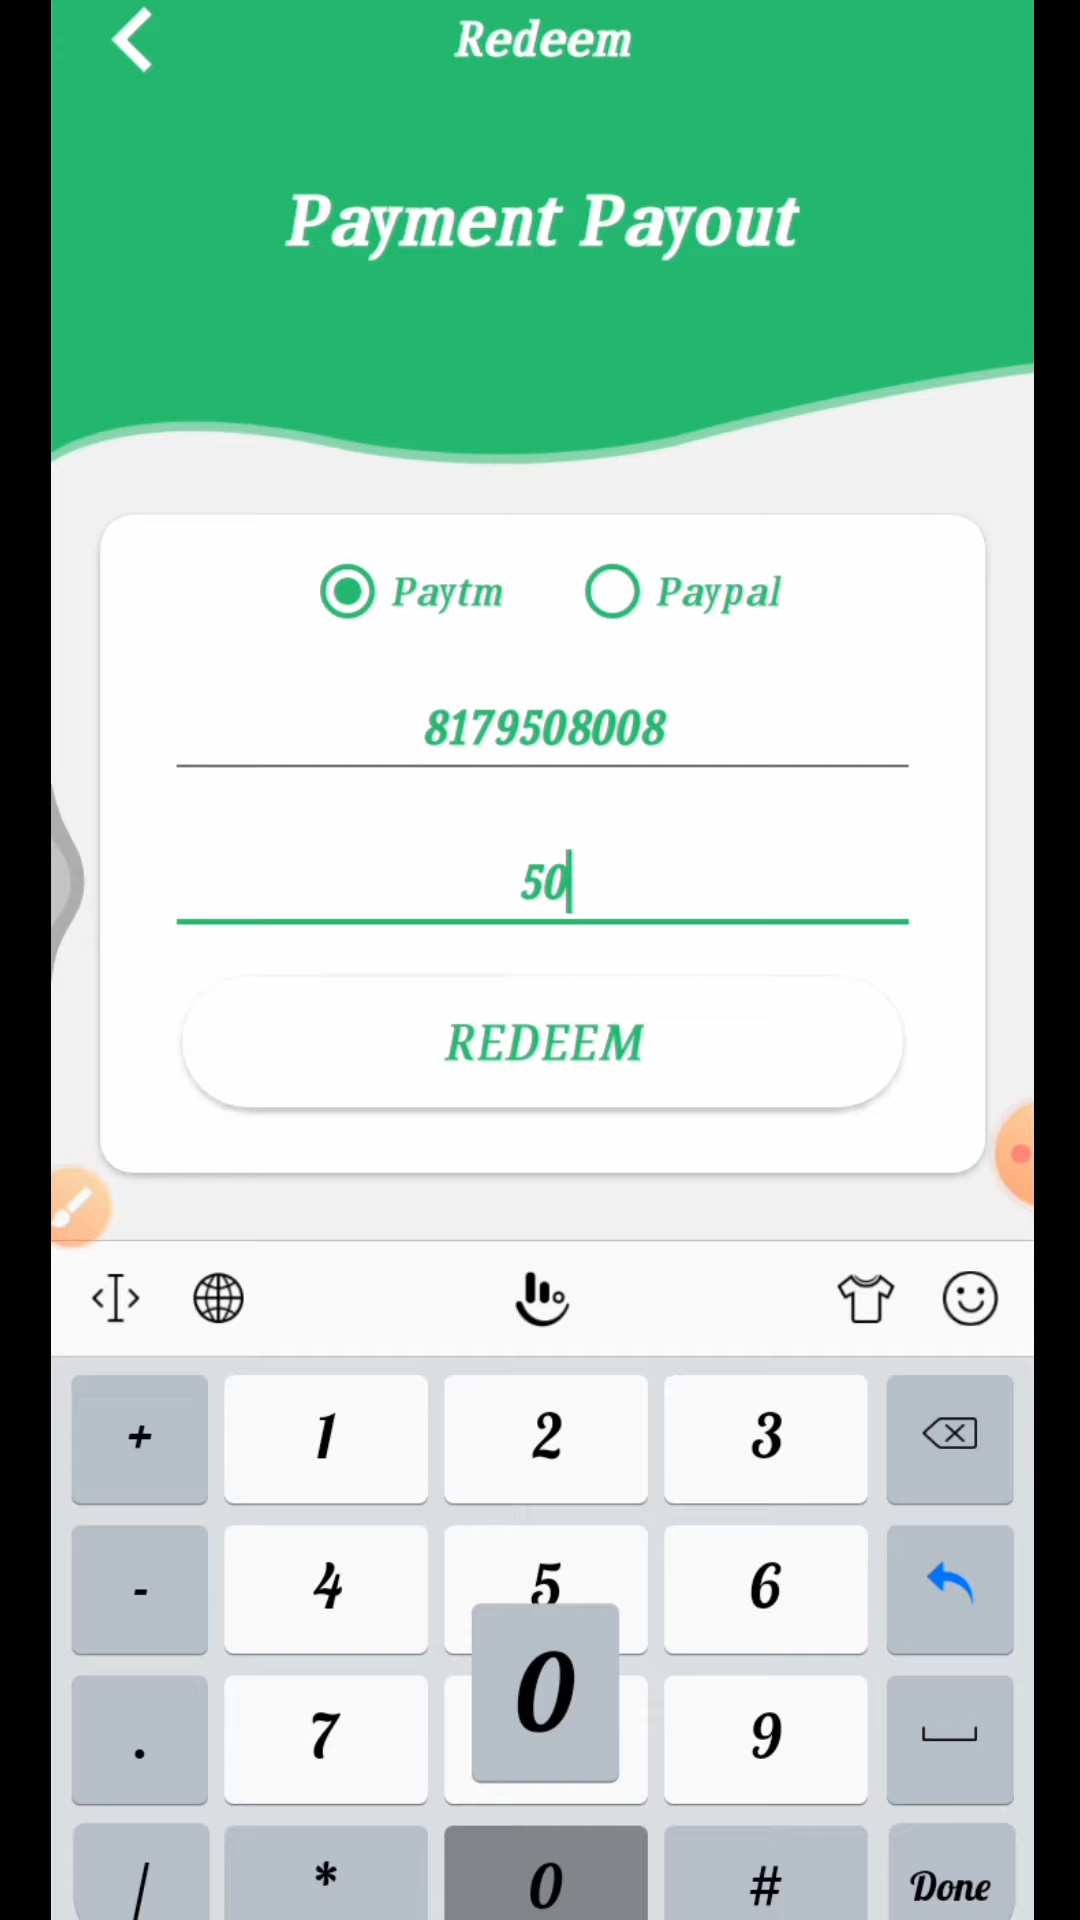 Redeem
Payment Payout
Paytm Paypal
8179508008
50
REDEEM
+ 1 2 3
- 4 5 6
0
. 7 9
/ * 0 # Done